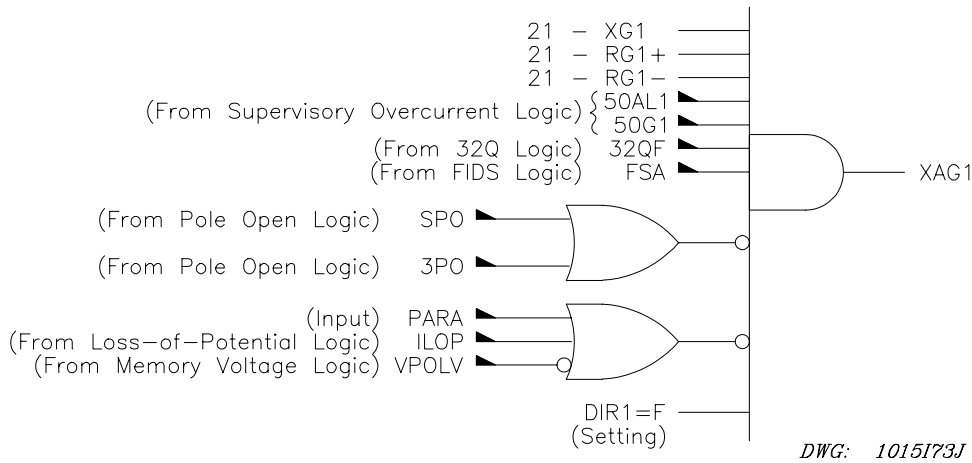 21 - XG1
21 - RG1+
21 - RG1-
(From Supervisory Overcurrent Logic) { 50AL1
50G1
(From 32Q Logic) 32QF
(From FIDS Logic) FSA
XAG1
(From Pole Open Logic) SPO
(From Pole Open Logic) 3PO
(Input) PARA
(From Loss-of-Potential Logic) ILOP
(From Memory Voltage Logic) VPOLV
DIR1=F
(Setting)
DWG: 1015I73J